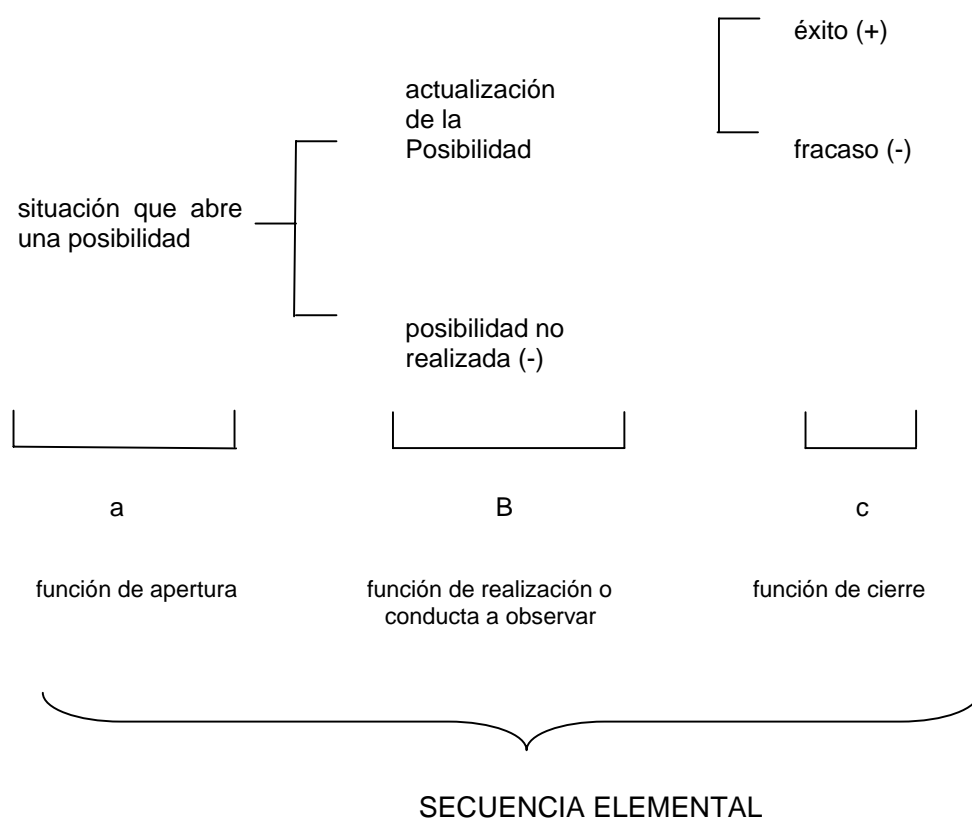 éxito (+)
actualización
de la
Posibilidad
fracaso (-)
situación que abre
una posibilidad
posibilidad no
realizada (-)
a
B
c
función de apertura
función de realización o
conducta a observar
función de cierre
SECUENCIA ELEMENTAL